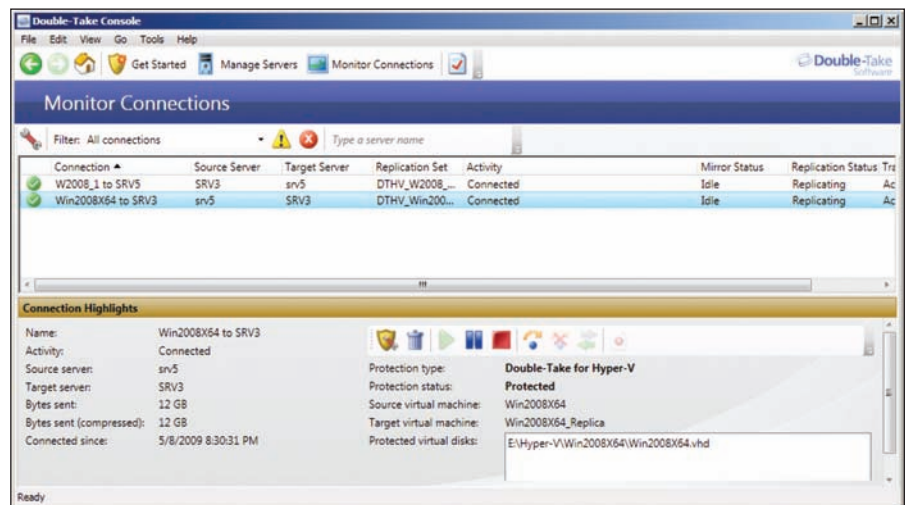 Double-Take Console
File Edit View Go Tools Help
Get Started Manage Servers Monitor Connections
Double-Take
Software
Monitor Connections
Filter: All connections Type a server name
Connection Source Server Target Server Replication Set Activity Mirror Status Replication Status Tra
W2008_1 to SRV5 SRV3 srv5 DTHV_W2008_... Connected Idle Replicating Ac
Win2008X64 to SRV3 srv5 SRV3 DTHV_Win200... Connected Idle Replicating Ac
Connection Highlights
Name: Win2008X64 to SRV3
Activity: Connected
Source server: srv5
Target server: SRV3
Bytes sent: 12 GB
Bytes sent (compressed): 12 GB
Connected since: 5/8/2009 8:30:31 PM
Protection type: Double-Take for Hyper-V
Protection status: Protected
Source virtual machine: Win2008X64
Target virtual machine: Win2008X64_Replica
Protected virtual disks: E:\Hyper-V\Win2008X64\Win2008X64.vhd
Ready